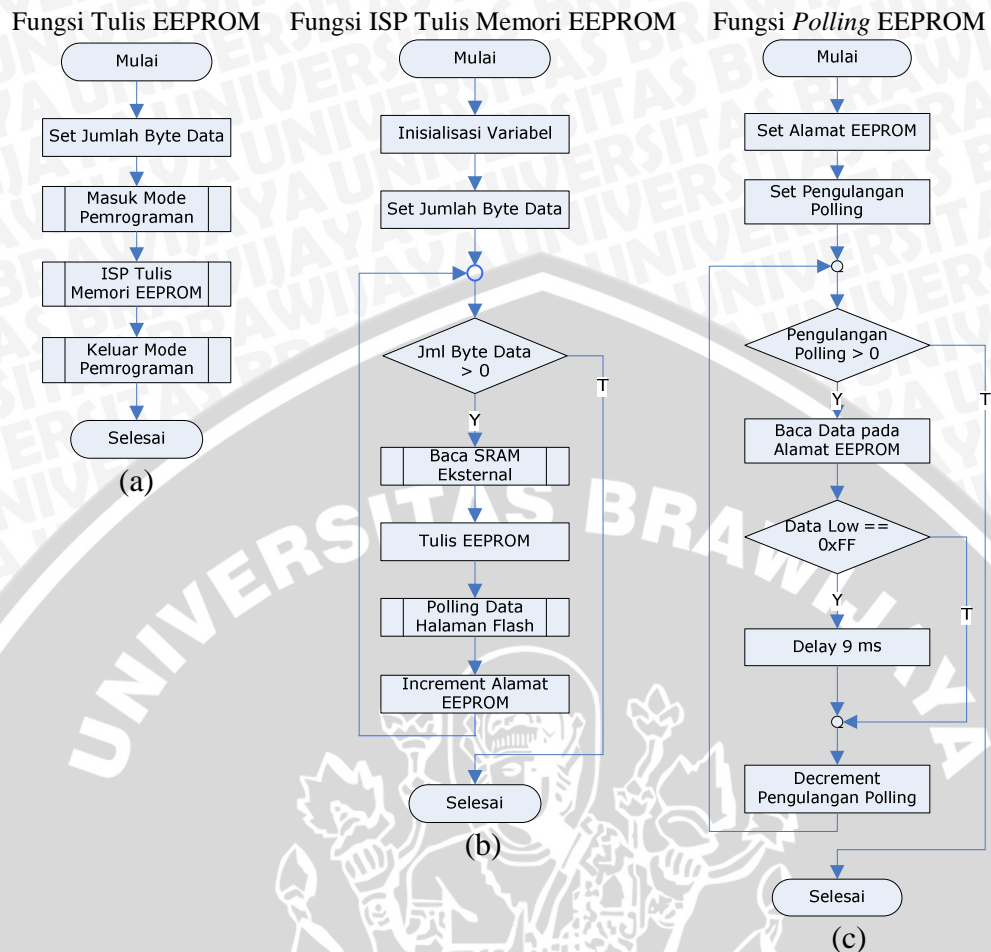 Fungsi Tulis EEPROM
Mulai
Set Jumlah Byte Data
Masuk Mode
Pemrograman
ISP Tulis
Memori EEPROM
Keluar Mode
Pemrograman
Selesai
(a)
Fungsi ISP Tulis Memori EEPROM
Mulai
Inisialisasi Variabel
Set Jumlah Byte Data
Jml Byte Data
> 0
T
Y
Baca SRAM
Eksternal
Tulis EEPROM
Polling Data
Halaman Flash
Increment Alamat
EEPROM
Selesai
(b)
Fungsi Polling EEPROM
Mulai
Set Alamat EEPROM
Set Pengulangan
Polling
Pengulangan
Polling > 0
T
Y
Baca Data pada
Alamat EEPROM
Data Low ==
0xFF
Y
T
Delay 9 ms
Decrement
Pengulangan Polling
Selesai
(c)
UNIVERSITAS BRAWIJAYA